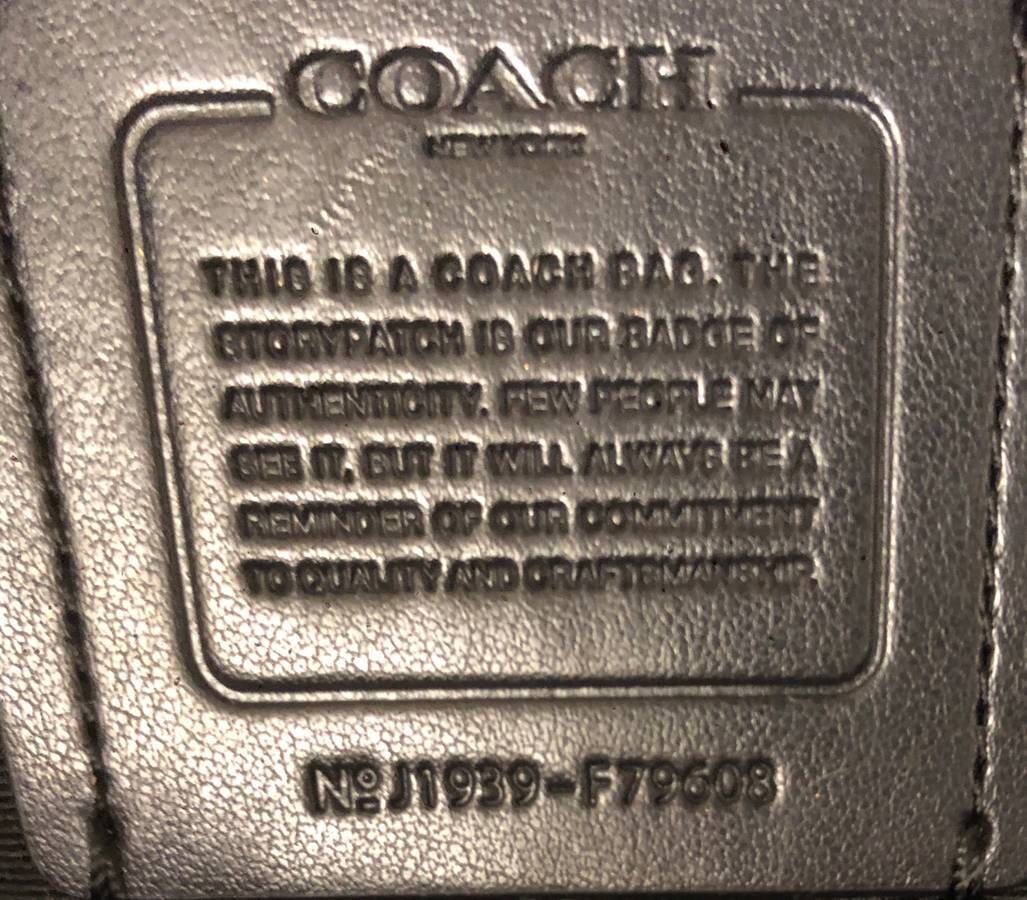 COACH
NEW YORK
THIS IS A COACH BAG. THE
STORYPATCH IS OUR BADGE OF
AUTHENTICITY. FEW PEOPLE MAY
SEE IT, BUT IT WILL ALWAYS BE A
REMINDER OF OUR COMMITMENT
TO QUALITY AND CRAFTSMANSHIP.
Nº J1939-F79608